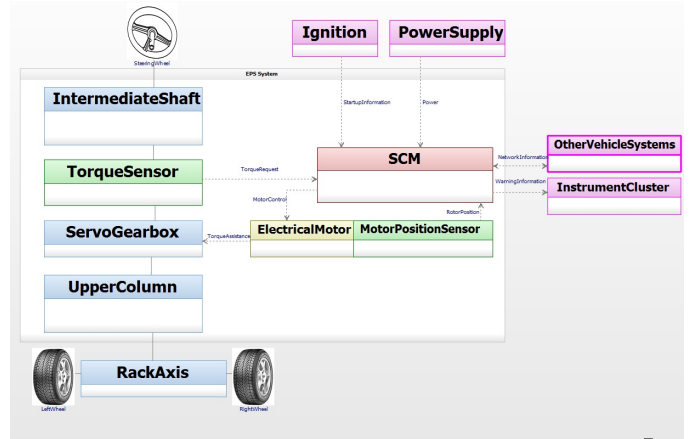 Ignition
PowerSupply
SteeringWheel
EPS System
IntermediateShaft
StartupInformation
Power
TorqueSensor
TorqueRequest
SCM
NetworkInformation
OtherVehicleSystems
WarningInformation
InstrumentCluster
MotorControl
RotorPosition
ServoGearbox
TorqueAssistance
ElectricalMotor
MotorPositionSensor
UpperColumn
RackAxis
LeftWheel
RightWheel